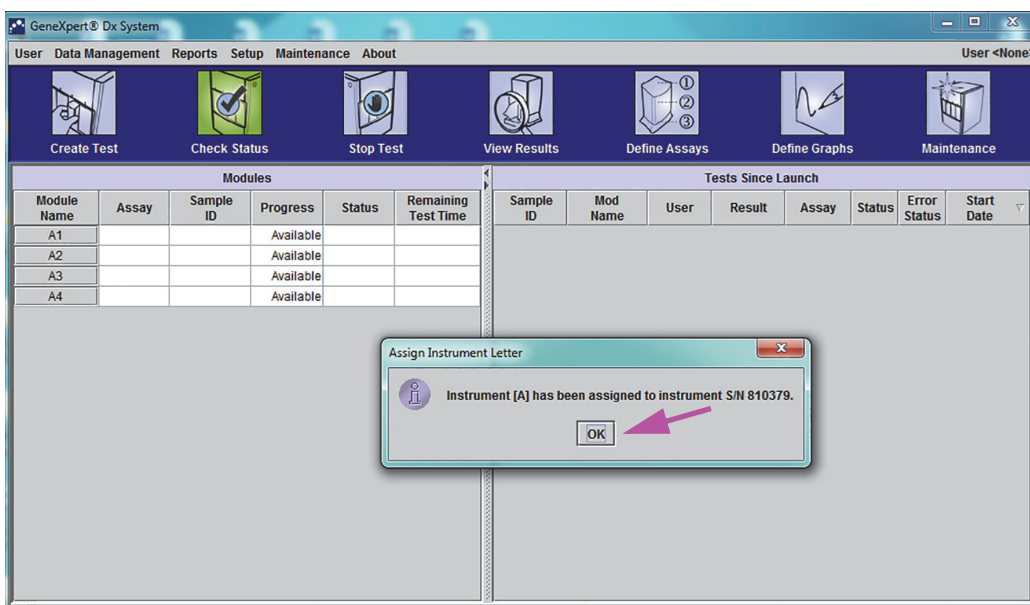 GeneXpert® Dx System
User Data Management Reports Setup Maintenance About User <None>
Create Test Check Status Stop Test View Results Define Assays Define Graphs Maintenance
① ② ③
Modules
Module Name Assay Sample ID Progress Status Remaining Test Time
A1 Available
A2 Available
A3 Available
A4 Available
Tests Since Launch
Sample ID Mod Name User Result Assay Status Error Status Start Date
Assign Instrument Letter
Instrument [A] has been assigned to instrument S/N 810379.
OK